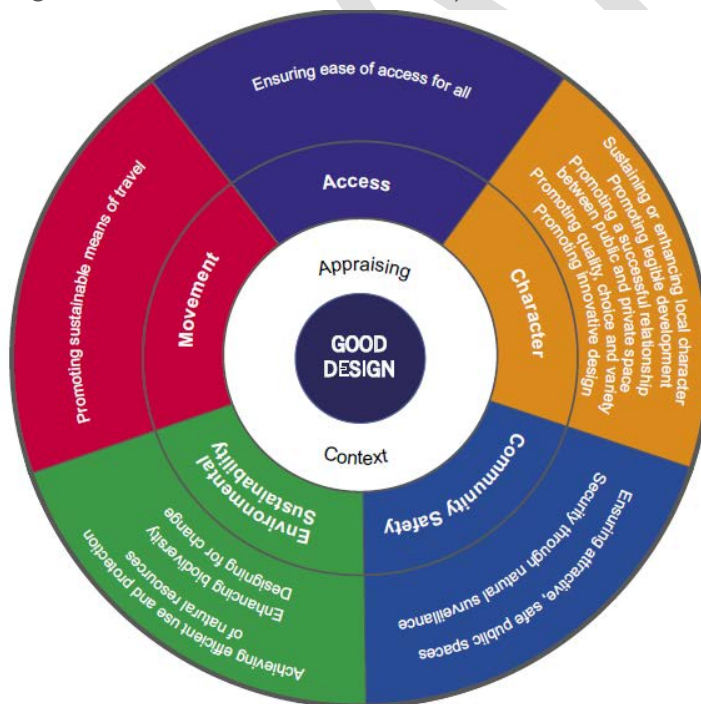 Ensuring ease of access for all
Access
Sustaining or enhancing local character
Promoting legible development
Promoting a successful relationship
between public and private space
Promoting quality, choice and variety
Promoting innovative design
Character
Community Safety
Ensuring attractive, safe public spaces
Security through natural surveillance
Environmental
Sustainability
Achieving efficient use and protection
of natural resources
Enhancing biodiversity
Designing for change
Movement
Promoting sustainable means of travel
Appraising
GOOD
DESIGN
Context